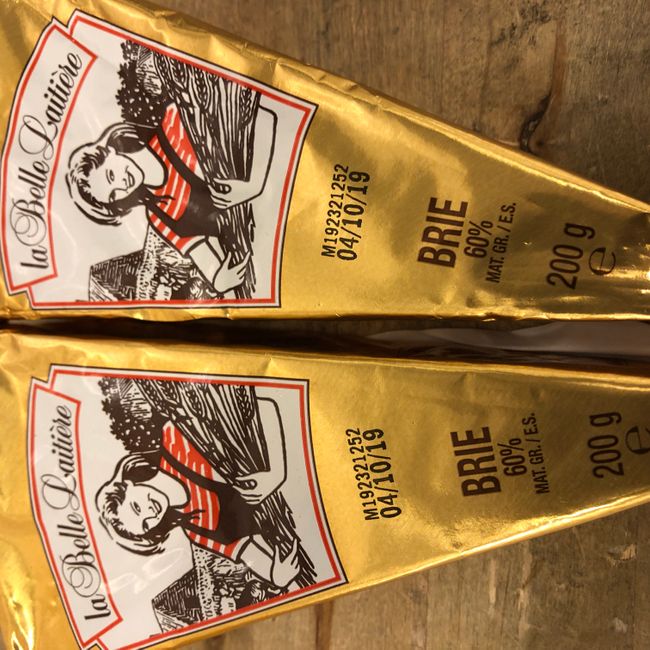 la Belle Laitière
M192321252
04/10/19
BRIE
60%
MAT. GR. / E.S.
200 g
e
la Belle Laitière
M192321252
04/10/19
BRIE
60%
MAT. GR. / E.S.
200 g
e